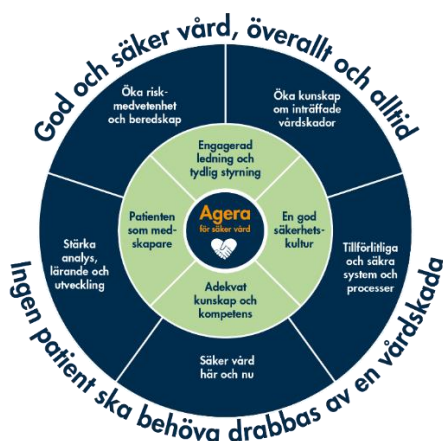 God och säker vård, överallt och alltid
Öka risk-
medvetenhet
och beredskap
Öka kunskap
om inträffade
vårdskador
Engagerad
ledning och
tydlig styrning
Patienten
som med-
skapare
Agera
för säker vård
En god
säkerhets-
kultur
Stärka
analys,
lärande och
utveckling
Tillförlitliga
och säkra
system och
processer
Adekvat
kunskap och
kompetens
Säker vård
här och nu
Ingen patient ska behöva drabbas av en vårdskada